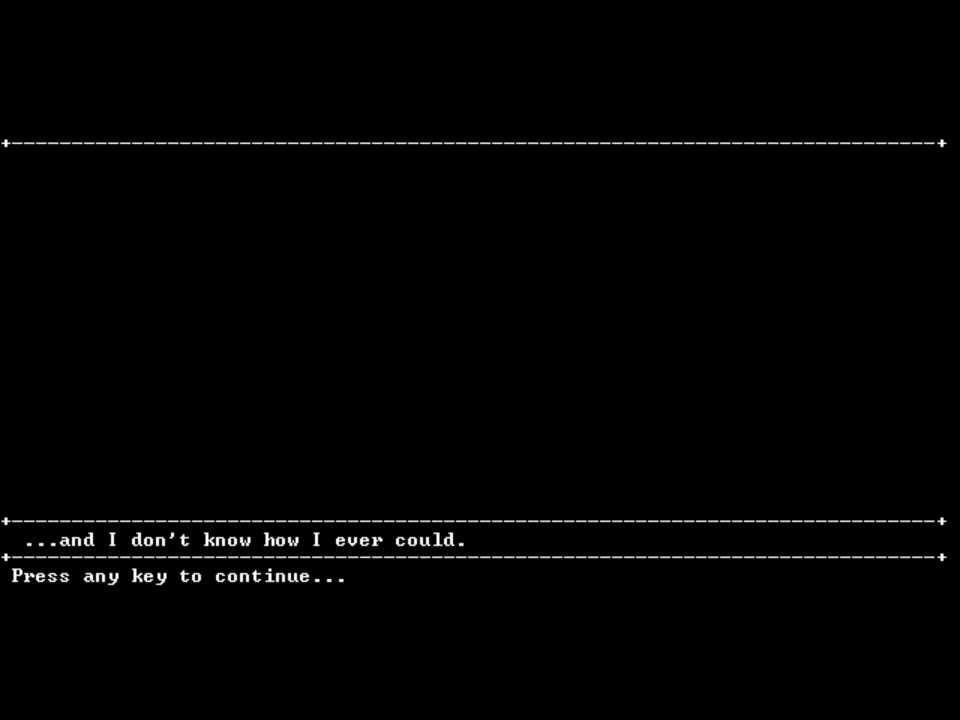 ...and I don't know how I ever could.
Press any key to continue...